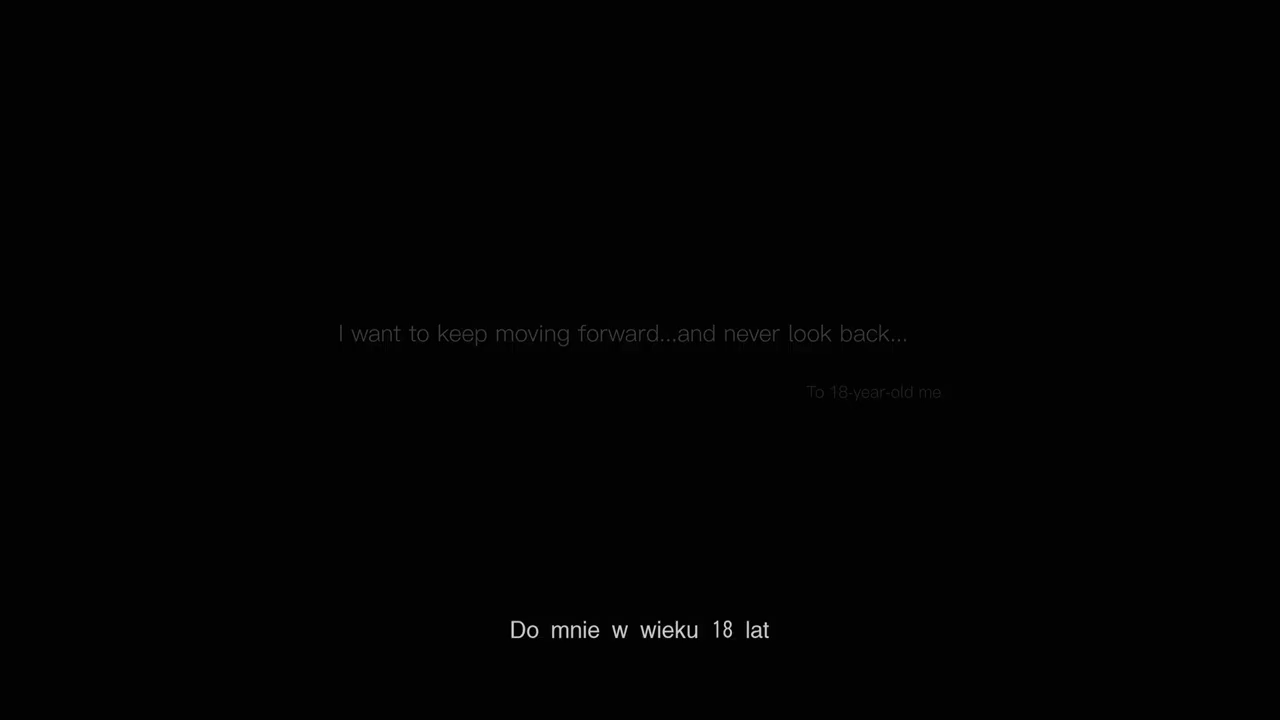 I want to keep moving forward...and never look back...
To 18-year-old me
Do mnie w wieku 18 lat